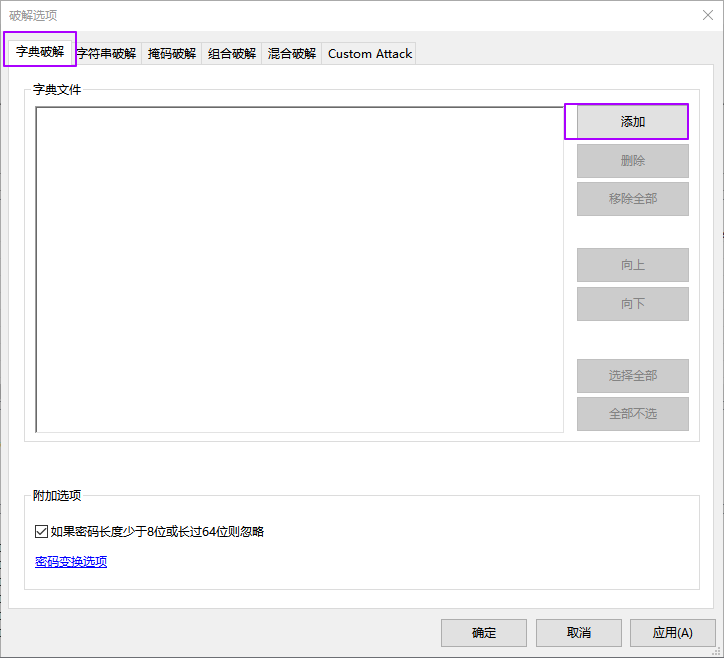 破解选项
字典破解 字符串破解 掩码破解 组合破解 混合破解 Custom Attack
字典文件
添加
删除
移除全部
向上
向下
选择全部
全部不选
附加选项
如果密码长度少于8位或长过64位则忽略
密码变换选项
确定 取消 应用(A)